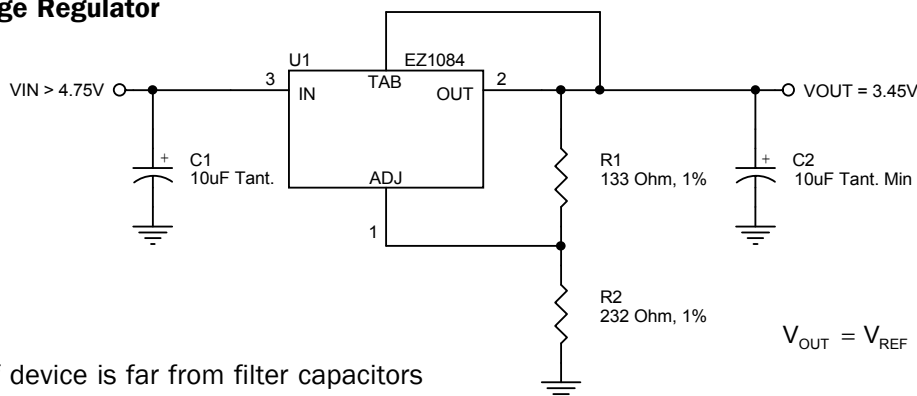 ge Regulator
U1 EZ1084
VIN > 4.75V 3 IN TAB OUT 2 VOUT = 3.45V
+ C1
10uF Tant.
ADJ
1
R1
133 Ohm, 1%
+ C2
10uF Tant. Min
R2
232 Ohm, 1%
VOUT = VREF
device is far from filter capacitors